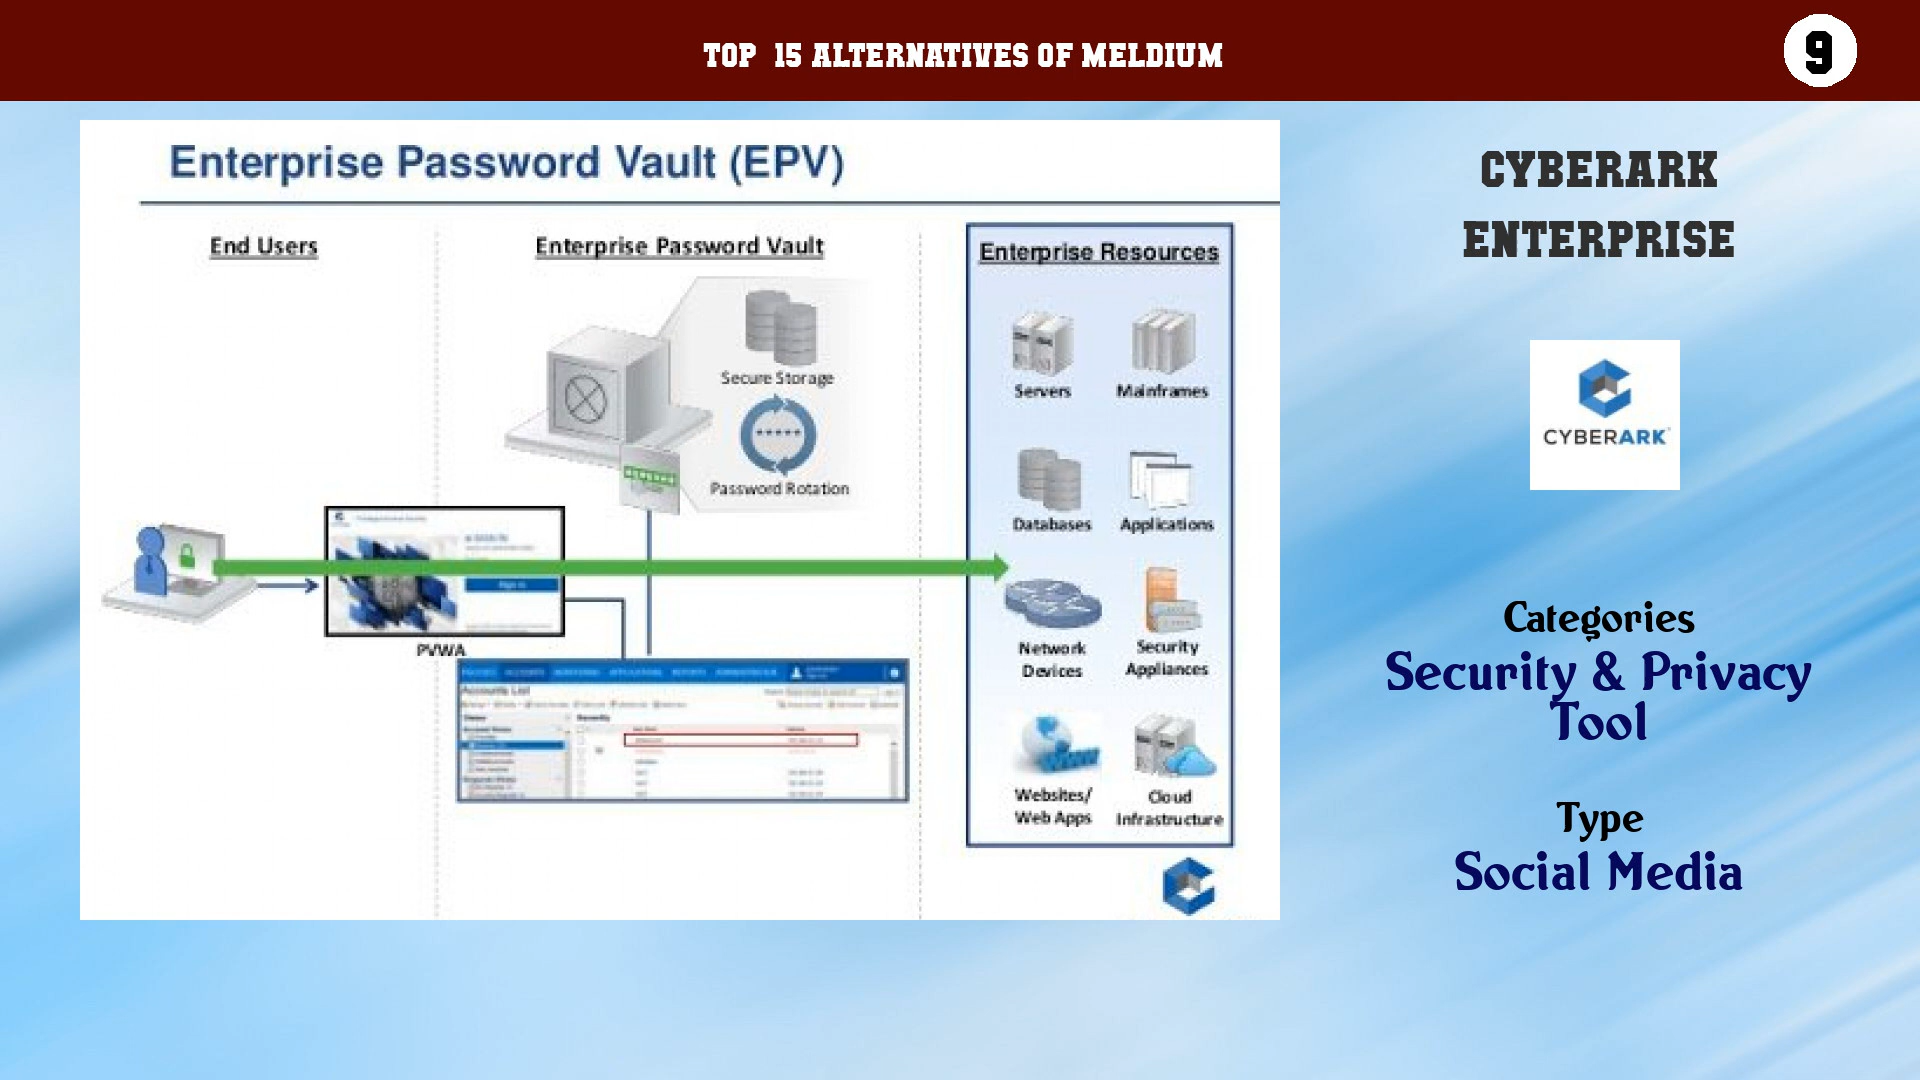 TOP 15 ALTERNATIVES OF MELDIUM
9
Enterprise Password Vault (EPV)
End Users
Enterprise Password Vault
Enterprise Resources
Secure Storage
Password Rotation
PVWA
Accounts List
Servers
Mainframes
Databases
Applications
Network
Devices
Security
Appliances
Websites/
Web Apps
Cloud
Infrastructure
CYBERARK
ENTERPRISE
CYBERARK
Categories
Security & Privacy
Tool
Type
Social Media